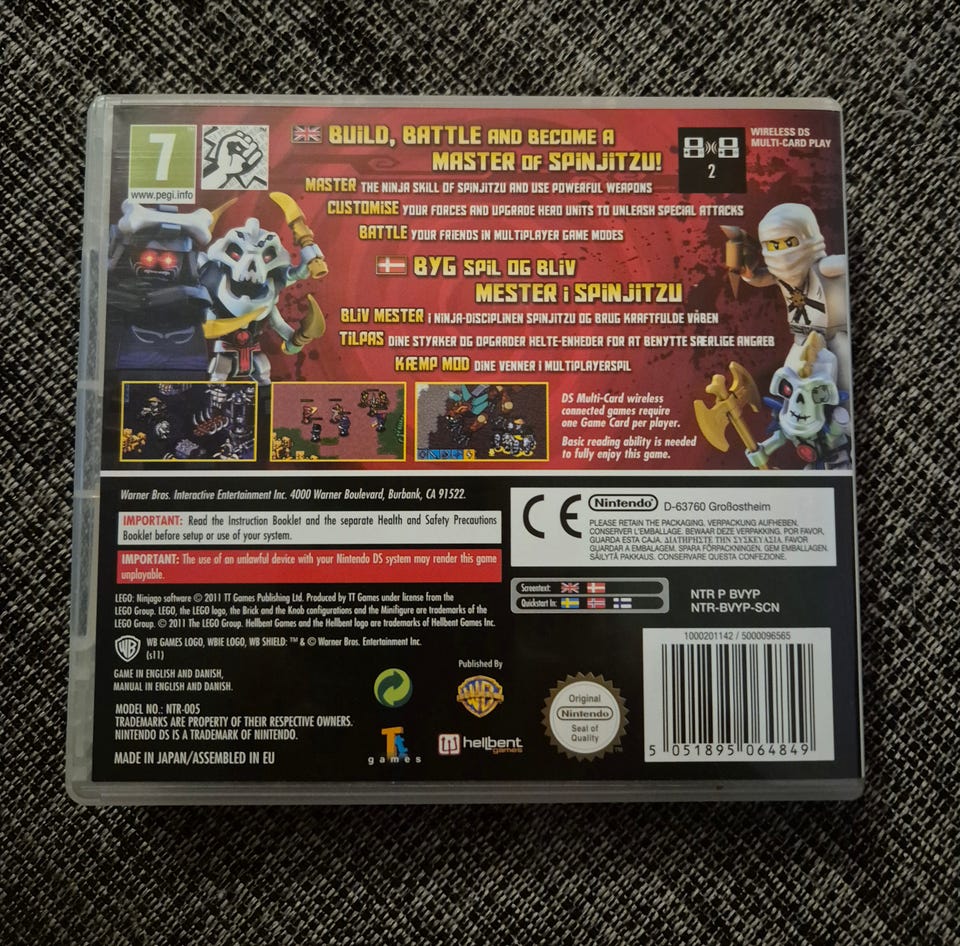 7
www.pegi.info
BUILD, BATTLE AND BECOME A
MASTER OF SPINJITZU!
WIRELESS DS
MULTI-CARD PLAY
2
MASTER THE NINJA SKILL OF SPINJITZU AND USE POWERFUL WEAPONS
CUSTOMISE YOUR FORCES AND UPGRADE HERO UNITS TO UNLEASH SPECIAL ATTACKS
BATTLE YOUR FRIENDS IN MULTIPLAYER GAME MODES
BYG SPIL OG BLIV
MESTER i SPINJITZU
BLIV MESTER i NINJA-DISCIPLINEN SPINJITZU OG BRUG KRAFTFULDE VÅBEN
TILPAS DINE STYRKER OG OPGRADER HELTE-ENHEDER FOR AT BENYTTE SÆRLIGE ANGREB
KÆMP MOD DINE VENNER I MULTIPLAYERSPIL
DS Multi-Card wireless
connected games require
one Game Card per player.
Basic reading ability is needed
to fully enjoy this game.
Warner Bros. Interactive Entertainment Inc. 4000 Warner Boulevard, Burbank, CA 91522.
IMPORTANT: Read the Instruction Booklet and the separate Health and Safety Precautions
Booklet before setup or use of your system.
IMPORTANT: The use of an unlawful device with your Nintendo DS system may render this game
unplayable.
LEGO: Ninjago software © 2011 TT Games Publishing Ltd. Produced by TT Games under license from the
LEGO Group. LEGO, the LEGO logo, the Brick and the Knob configurations and the Minifigure are trademarks of the
LEGO Group. © 2011 The LEGO Group. Hellbent Games and the Hellbent logo are trademarks of Hellbent Games Inc.
WB
WB GAMES LOGO, WBIE LOGO, WB SHIELD: ™ & © Warner Bros. Entertainment Inc.
(s11)
GAME IN ENGLISH AND DANISH,
MANUAL IN ENGLISH AND DANISH.
MODEL NO.: NTR-005
TRADEMARKS ARE PROPERTY OF THEIR RESPECTIVE OWNERS.
NINTENDO DS IS A TRADEMARK OF NINTENDO.
MADE IN JAPAN/ASSEMBLED IN EU
Published By
WB
TT games
hellbent
games
CE
Nintendo D-63760 Großostheim
PLEASE RETAIN THE PACKAGING. VERPACKUNG AUFHEBEN.
CONSERVER L'EMBALLAGE. BEWAAR DEZE VERPAKKING. POR FAVOR,
GUARDA ESTA CAJA. ΔΙΑΤΗΡΗΣΤΕ ΤΗΝ ΣΥΣΚΕΥΑΣΙΑ. FAVOR
GUARDAR A EMBALAGEM. SPARA FÖRPACKNINGEN. GEM EMBALLAGEN.
SÄILYTÄ PAKKAUS. CONSERVARE QUESTA CONFEZIONE.
Screentext:
Quickstart In:
NTR P BVYP
NTR-BVYP-SCN
1000201142 / 5000096565
5 051895 064849
Original
Nintendo
Seal of
Quality